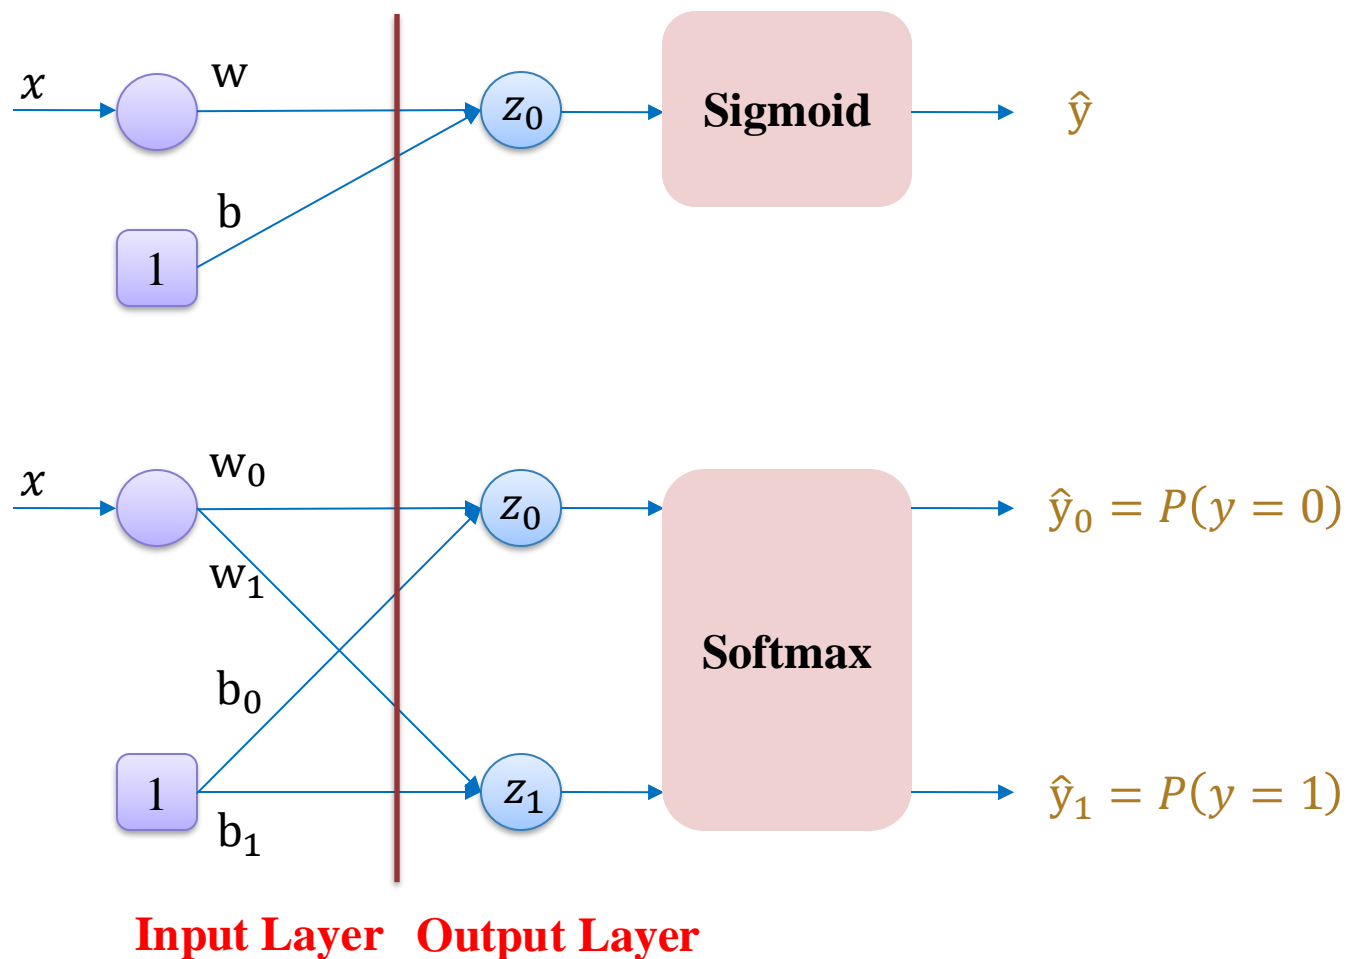 x
w
z₀
Sigmoid
ŷ
b
1
x
w₀
z₀
ŷ₀ = P(y = 0)
w₁
Softmax
b₀
1
z₁
ŷ₁ = P(y = 1)
b₁
Input Layer
Output Layer